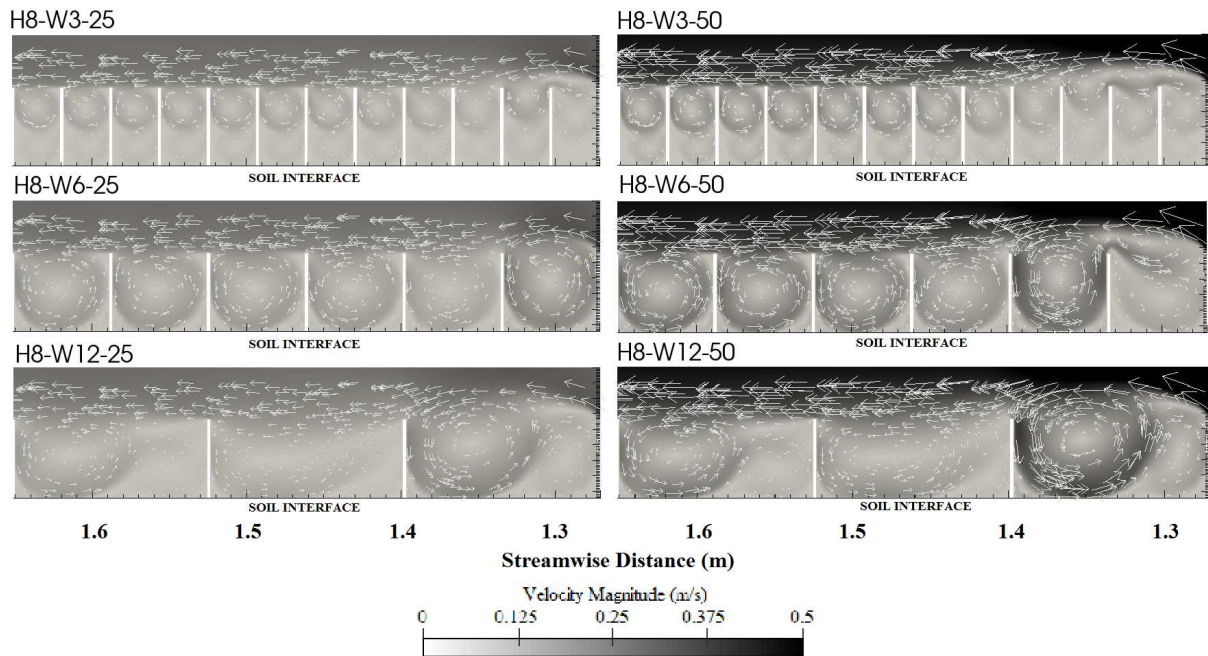 H8-W3-25
H8-W3-50
SOIL INTERFACE
SOIL INTERFACE
H8-W6-25
H8-W6-50
SOIL INTERFACE
SOIL INTERFACE
H8-W12-25
H8-W12-50
SOIL INTERFACE
SOIL INTERFACE
1.6 1.5 1.4 1.3 1.6 1.5 1.4 1.3
Streamwise Distance (m)
Velocity Magnitude (m/s)
0 0.125 0.25 0.375 0.5